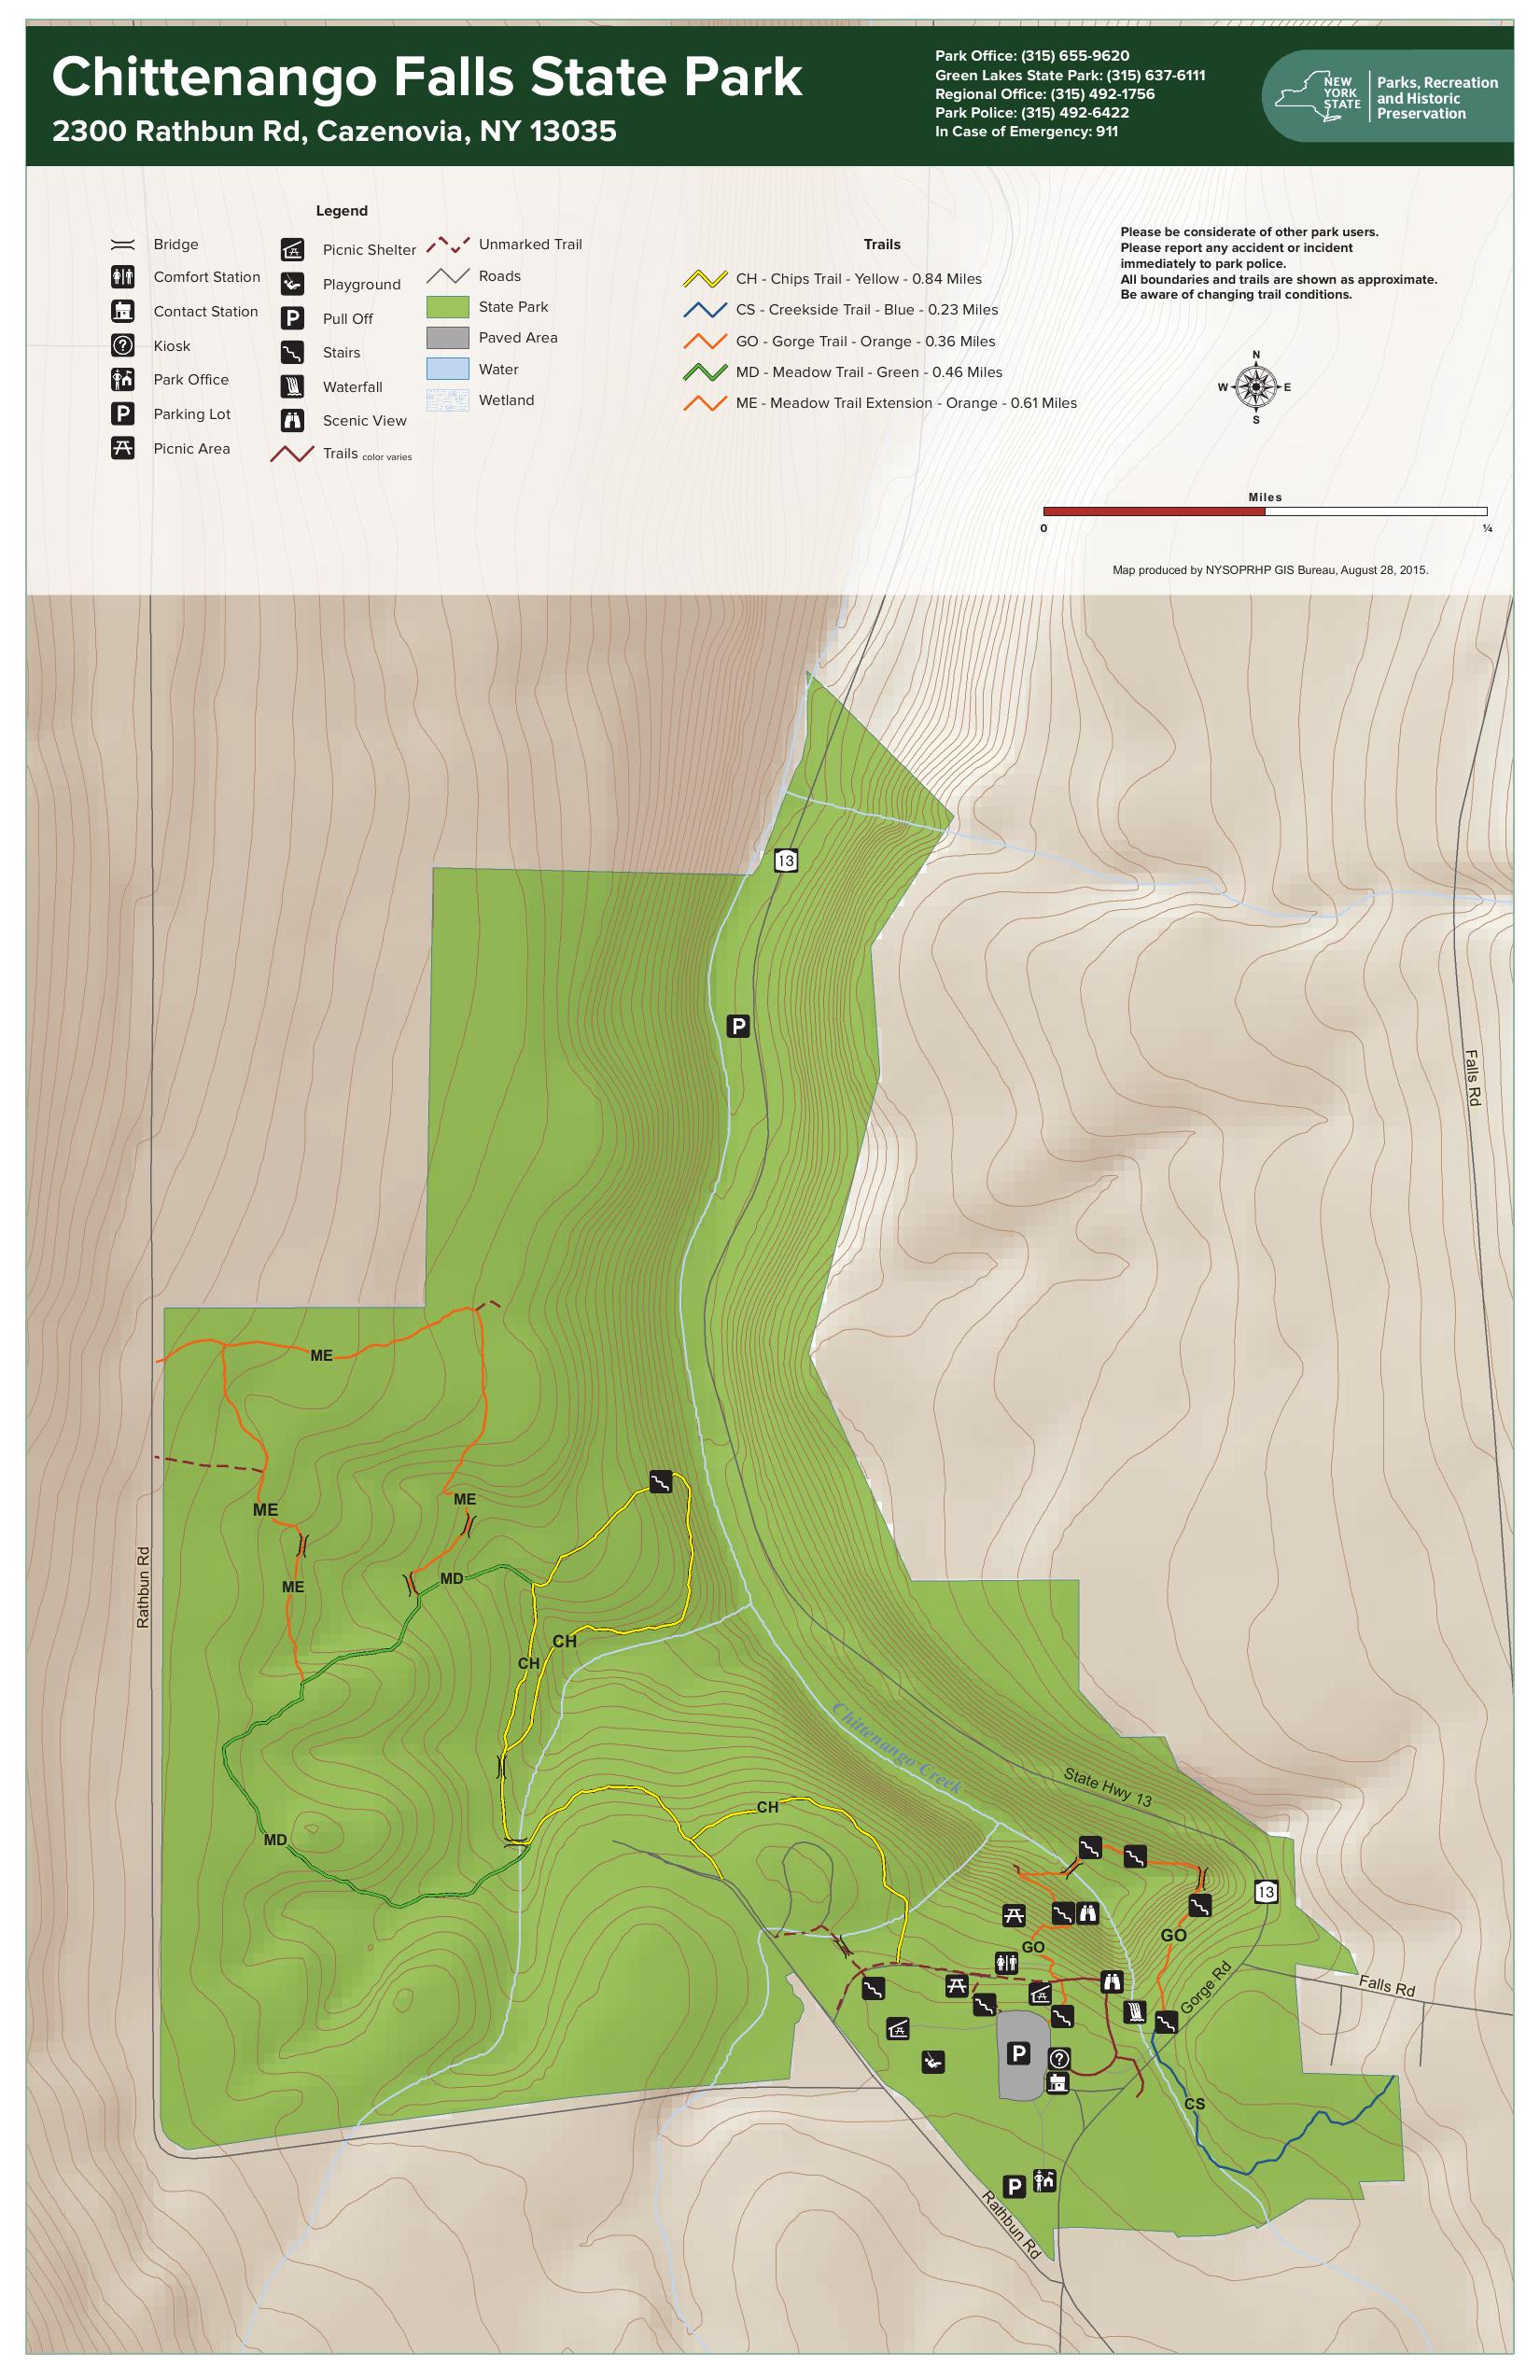 Chittenango Falls State Park
2300 Rathbun Rd, Cazenovia, NY 13035
Park Office: (315) 655-9620
Green Lakes State Park: (315) 637-6111
Regional Office: (315) 492-1756
Park Police: (315) 492-6422
In Case of Emergency: 911
NEW
YORK
STATE
Parks, Recreation
and Historic
Preservation
Legend
Bridge
Comfort Station
Contact Station
Kiosk
Park Office
P Parking Lot
Picnic Area
Picnic Shelter
Playground
P Pull Off
Stairs
Waterfall
Scenic View
Trails color varies
Unmarked Trail
Roads
State Park
Paved Area
Water
Wetland
Trails
CH - Chips Trail - Yellow - 0.84 Miles
CS - Creekside Trail - Blue - 0.23 Miles
GO - Gorge Trail - Orange - 0.36 Miles
MD - Meadow Trail - Green - 0.46 Miles
ME - Meadow Trail Extension - Orange - 0.61 Miles
Please be considerate of other park users.
Please report any accident or incident
immediately to park police.
All boundaries and trails are shown as approximate.
Be aware of changing trail conditions.
N
W E
S
Miles
0 ¼
Map produced by NYSOPRHP GIS Bureau, August 28, 2015.
13
P
Falls Rd
ME
ME
ME
ME
MD
Rathbun Rd
CH
CH
Chittenango Creek
State Hwy 13
CH
MD
13
GO
GO
Gorge Rd
Falls Rd
P
?
CS
P
Rathbun Rd